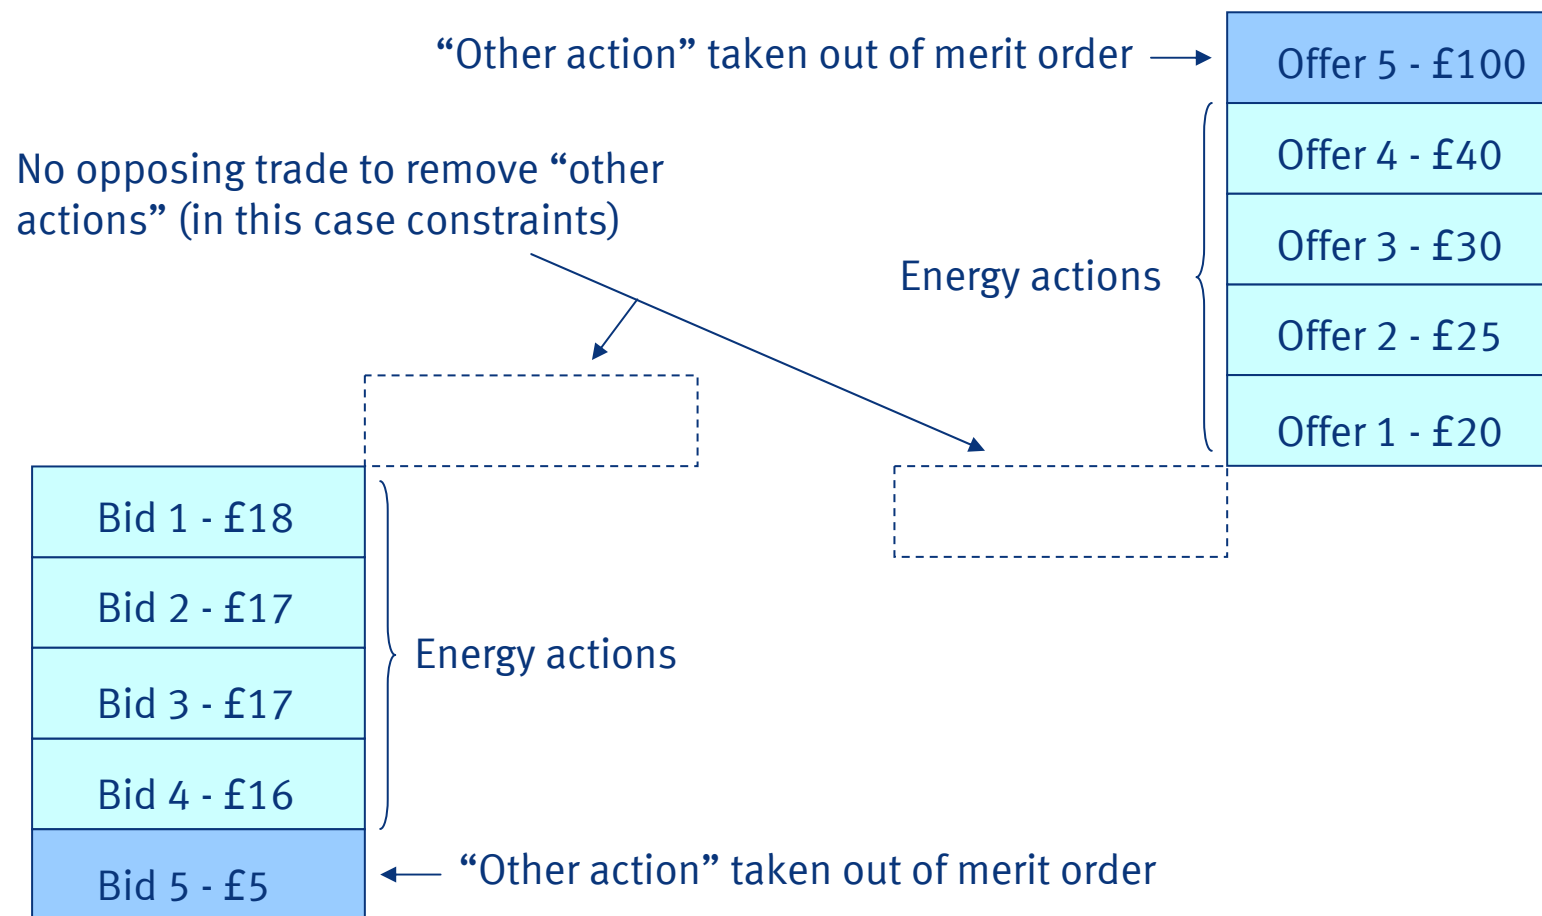 “Other action” taken out of merit order
Offer 5 - £100
No opposing trade to remove “other
actions” (in this case constraints)
Offer 4 - £40
Offer 3 - £30
Energy actions
Offer 2 - £25
Offer 1 - £20
Bid 1 - £18
Bid 2 - £17
Bid 3 - £17
Energy actions
Bid 4 - £16
Bid 5 - £5
“Other action” taken out of merit order